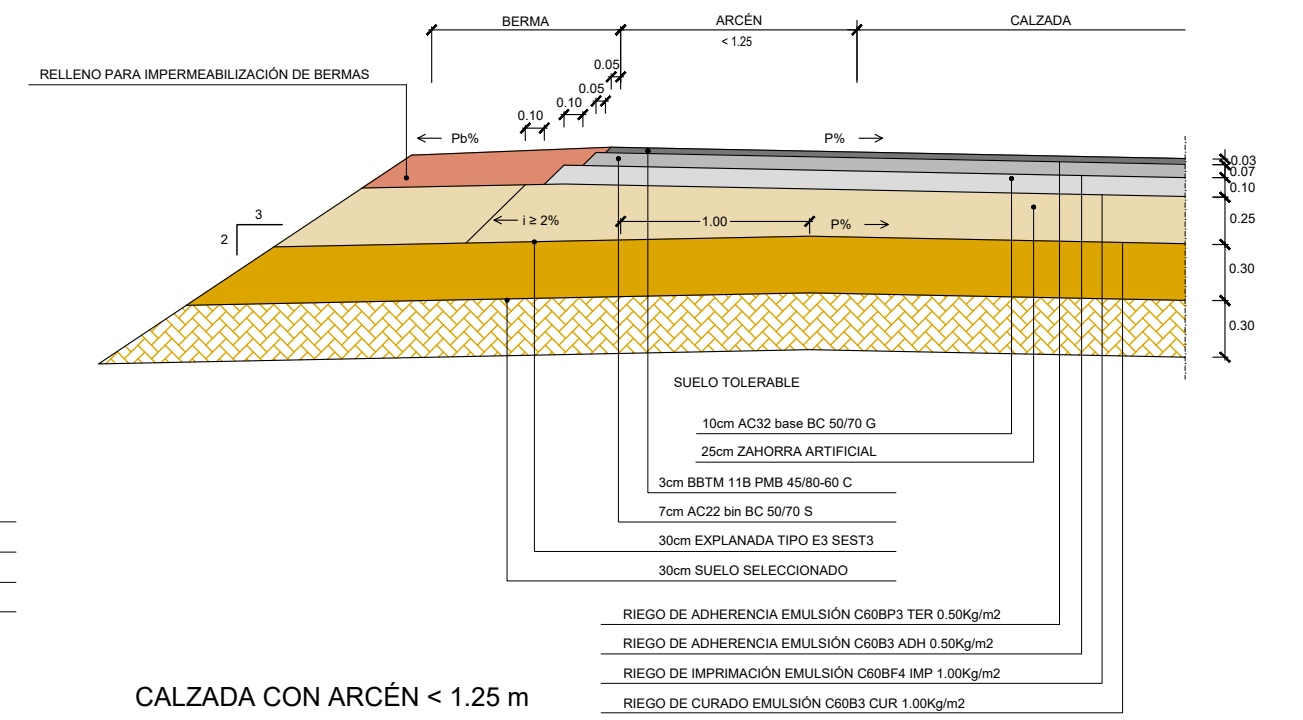 BERMA
ARCÉN
CALZADA
< 1.25
0.05
RELLENO PARA IMPERMEABILIZACIÓN DE BERMAS
0.05
0.10
0.10
Pb%
P%
0.03
0.07
0.10
3
2
i ≥ 2%
1.00
P%
0.25
0.30
0.30
SUELO TOLERABLE
10cm AC32 base BC 50/70 G
25cm ZAHORRA ARTIFICIAL
3cm BBTM 11B PMB 45/80-60 C
7cm AC22 bin BC 50/70 S
30cm EXPLANADA TIPO E3 SEST3
30cm SUELO SELECCIONADO
RIEGO DE ADHERENCIA EMULSIÓN C60BP3 TER 0.50Kg/m2
RIEGO DE ADHERENCIA EMULSIÓN C60B3 ADH 0.50Kg/m2
RIEGO DE IMPRIMACIÓN EMULSIÓN C60BF4 IMP 1.00Kg/m2
RIEGO DE CURADO EMULSIÓN C60B3 CUR 1.00Kg/m2
CALZADA CON ARCÉN < 1.25 m